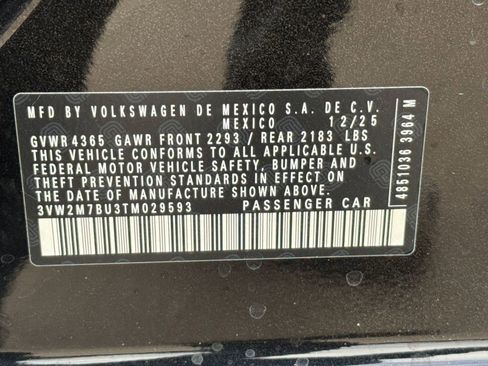 MFD BY VOLKSWAGEN DE MEXICO S.A. DE C.V.
MEXICO 12/25
GVWR 4365 GAWR FRONT 2293 / REAR 2183 LBS
THIS VEHICLE CONFORMS TO ALL APPLICABLE U.S.
FEDERAL MOTOR VEHICLE SAFETY, BUMPER AND
THEFT PREVENTION STANDARDS IN EFFECT ON
THE DATE OF MANUFACTURE SHOWN ABOVE
3VW2M7BU3TM029593 PASSENGER CAR
4851036 3964 M